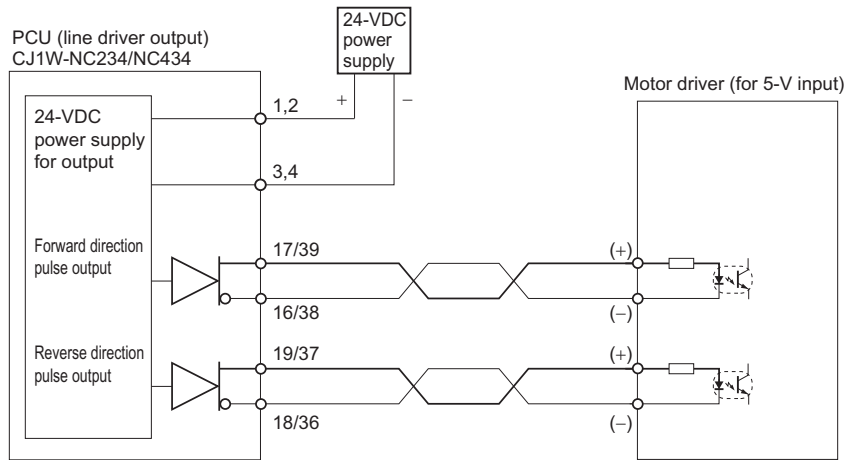 PCU (line driver output)
CJ1W-NC234/NC434
24-VDC
power
supply
Motor driver (for 5-V input)
24-VDC
power supply
for output
1,2
+
−
3,4
Forward direction
pulse output
17/39
16/38
(+)
(−)
Reverse direction
pulse output
19/37
18/36
(+)
(−)